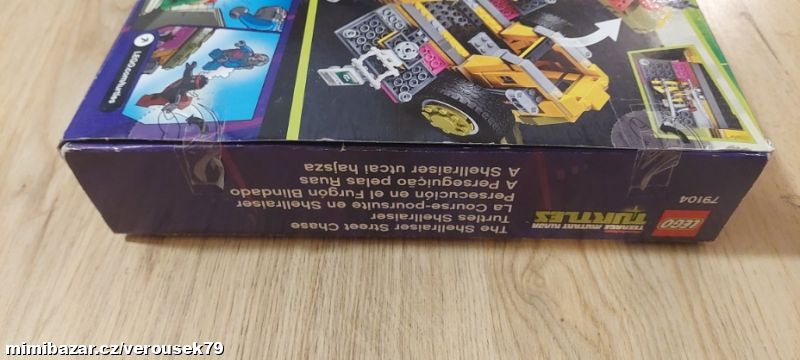 LEGO
79104
TEENAGE MUTANT NINJA
TURTLES
The Shellraiser Street Chase
Turtles Shellraiser
La Course-poursuite en Shellraiser
Persecución en el Furgón Blindado
A Perseguição pelas Ruas
A Shellraiser utcai hajsza
LEGO.com/turtles
mimibazar.cz/verousek79